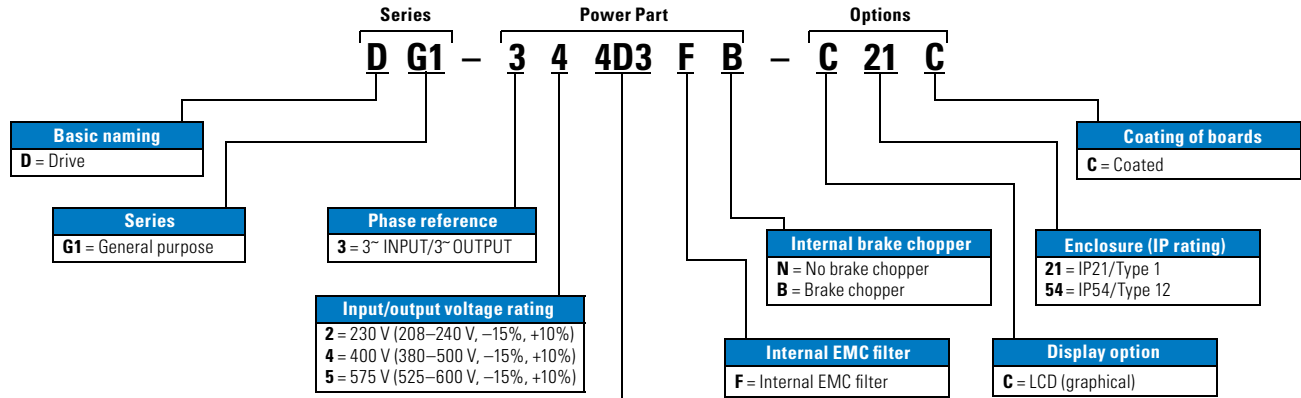 Series Power Part Options
D G1 – 3 4 4D3 F B – C 21 C
Basic naming
D = Drive
Coating of boards
C = Coated
Series
G1 = General purpose
Phase reference
3 = 3~ INPUT/3~ OUTPUT
Internal brake chopper
N = No brake chopper
B = Brake chopper
Enclosure (IP rating)
21 = IP21/Type 1
54 = IP54/Type 12
Input/output voltage rating
2 = 230 V (208–240 V, –15%, +10%)
4 = 400 V (380–500 V, –15%, +10%)
5 = 575 V (525–600 V, –15%, +10%)
Internal EMC filter
F = Internal EMC filter
Display option
C = LCD (graphical)